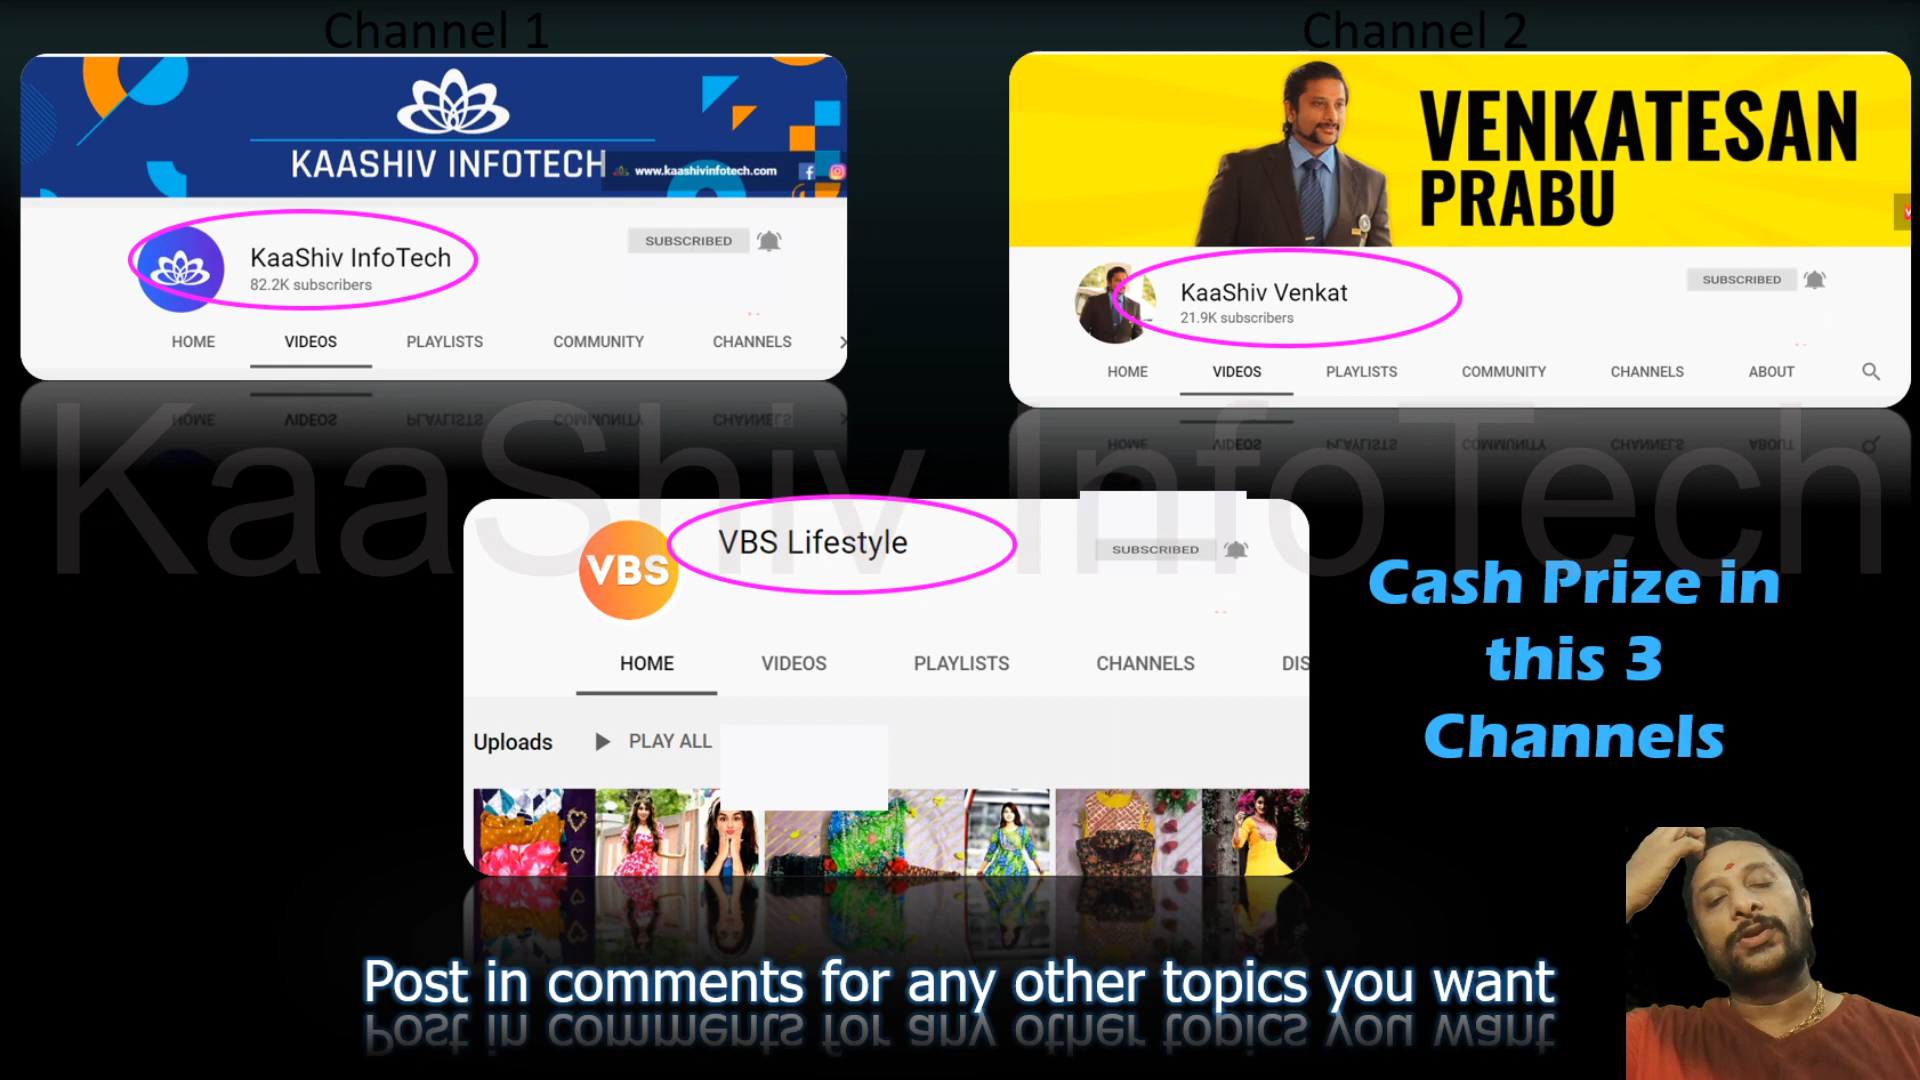 Channel 1
KAASHIV INFOTECH
www.kaashivinfotech.com
KaaShiv InfoTech
82.2K subscribers
SUBSCRIBED
HOME VIDEOS PLAYLISTS COMMUNITY CHANNELS
Channel 2
VENKATESAN
PRABU
KaaShiv Venkat
21.9K subscribers
SUBSCRIBED
HOME VIDEOS PLAYLISTS COMMUNITY CHANNELS ABOUT
KaaShiv InfoTech
VBS
VBS Lifestyle
SUBSCRIBED
HOME VIDEOS PLAYLISTS CHANNELS DIS
Uploads PLAY ALL
Cash Prize in
this 3
Channels
Post in comments for any other topics you want